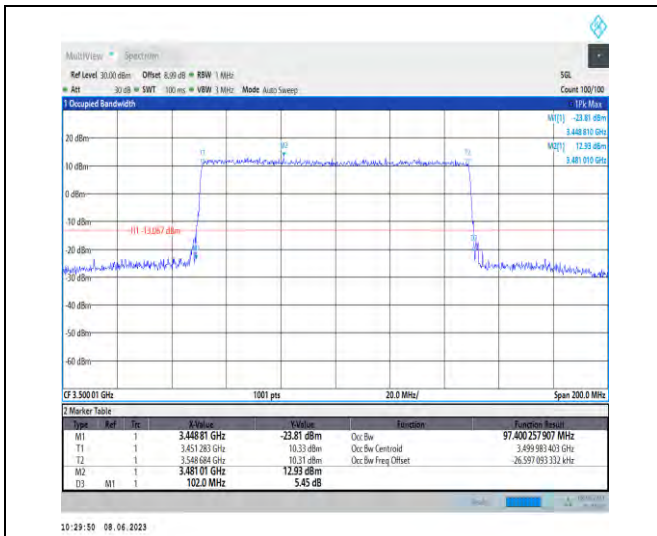 MultiView Spectrum
Ref Level 30.00 dBm Offset 8.99 dB RBW 1 MHz SGL
Att 30 dB SWT 100 ms VBW 3 MHz Mode Auto Sweep Count 100/100
1 Occupied Bandwidth 1Pk Max
M1[1] -23.81 dBm
3.448 810 GHz
M2[1] 12.93 dBm
3.481 010 GHz
20 dBm
T1 M2 T2
10 dBm
0 dBm
-10 dBm
H1 -13.067 dBm
-20 dBm
D3
-30 dBm
-40 dBm
-50 dBm
-60 dBm
CF 3.500 01 GHz 1001 pts 20.0 MHz/ Span 200.0 MHz
2 Marker Table
Type Ref Trc X-Value Y-Value Function Function Result
M1 1 3.448 81 GHz -23.81 dBm Occ Bw 97.400 257 907 MHz
T1 1 3.451 283 GHz 10.33 dBm Occ Bw Centroid 3.499 983 403 GHz
T2 1 3.548 684 GHz 10.31 dBm Occ Bw Freq Offset -26.597 093 332 kHz
M2 1 3.481 01 GHz 12.93 dBm
D3 M1 1 102.0 MHz 5.45 dB
10:29:50 08.06.2023